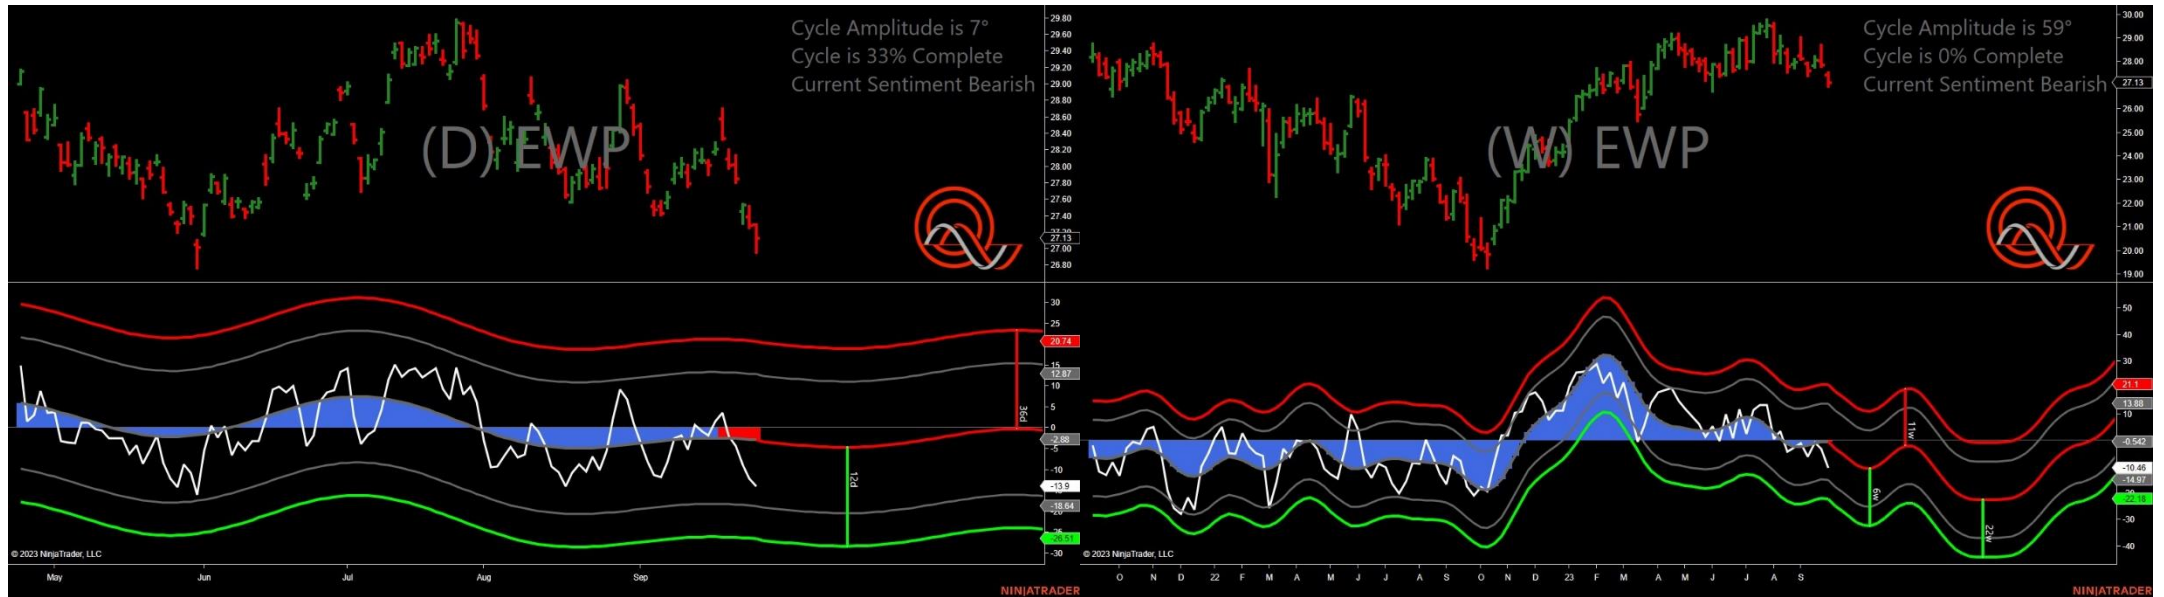 Cycle Amplitude is 7°
Cycle is 33% Complete
Current Sentiment Bearish
(D) EWP
29.80
29.60
29.40
29.20
29.00
28.80
28.60
28.40
28.20
28.00
27.80
27.60
27.40
27.13
27.00
26.80
30
25
20.74
15
12.87
10
5
0
-2.88
-5
-10
-13.9
-18.64
-26.51
-30
36d
12d
© 2023 NinjaTrader, LLC
May Jun Jul Aug Sep
NINJATRADER
Cycle Amplitude is 59°
Cycle is 0% Complete
Current Sentiment Bearish
(W) EWP
30.00
29.00
28.00
27.13
26.00
25.00
24.00
23.00
22.00
21.00
20.00
19.00
50
40
30
21.1
13.88
10
-0.542
-10.46
-14.97
-22.18
-30
-40
11w
6w
22w
© 2023 NinjaTrader, LLC
O N D 22 F M A M J J A S O N D 23 F M A M J J A S
NINJATRADER